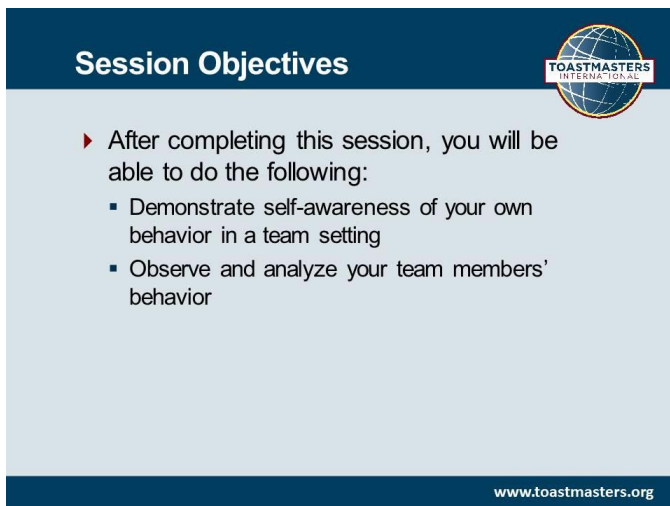 Session Objectives
TOASTMASTERS
INTERNATIONAL
After completing this session, you will be
able to do the following:
Demonstrate self-awareness of your own
behavior in a team setting
Observe and analyze your team members’
behavior
www.toastmasters.org